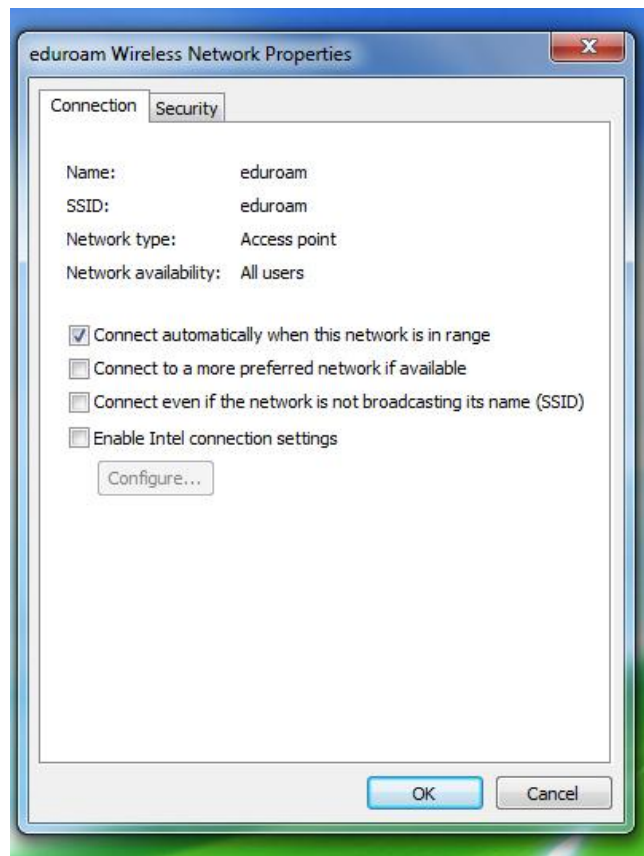 eduroam Wireless Network Properties
Connection Security
Name: eduroam
SSID: eduroam
Network type: Access point
Network availability: All users
Connect automatically when this network is in range
Connect to a more preferred network if available
Connect even if the network is not broadcasting its name (SSID)
Enable Intel connection settings
Configure...
OK Cancel